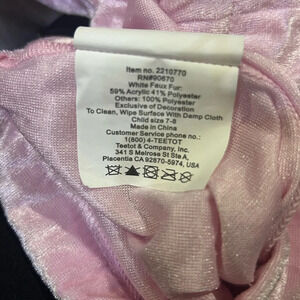 Item no. 2210770
RN#90670
White Faux Fur:
59% Acrylic 41% Polyester
Others: 100% Polyester
Exclusive of Decoration
To Clean, Wipe Surface With Damp Cloth
Child size 7-8
Made in China
Customer Service phone no.:
1(800) 4-TEETOT
Teetot & Company, Inc.
341 S Melrose St Ste A,
Placentia CA 92870-5974, USA